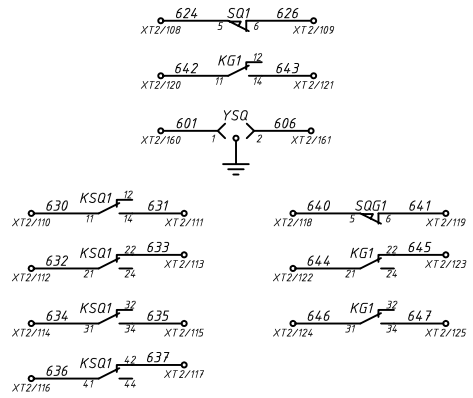 624 SQ1 626
5 6
XT2/108 XT2/109
KG1 12
642 643
11 14
XT2/120 XT2/121
601 YSQ 606
1 2
XT2/160 XT2/161
KSQ1 12
630 631
11 14
XT2/110 XT2/111
KSQ1 22 633
632
21 24
XT2/112 XT2/113
KSQ1 32
634 635
31 34
XT2/114 XT2/115
KSQ1 42 637
636
41 44
XT2/116 XT2/117
640 SQG1 641
5 6
XT2/118 XT2/119
KG1 22 645
644
21 24
XT2/122 XT2/123
KG1 32
646 647
31 34
XT2/124 XT2/125